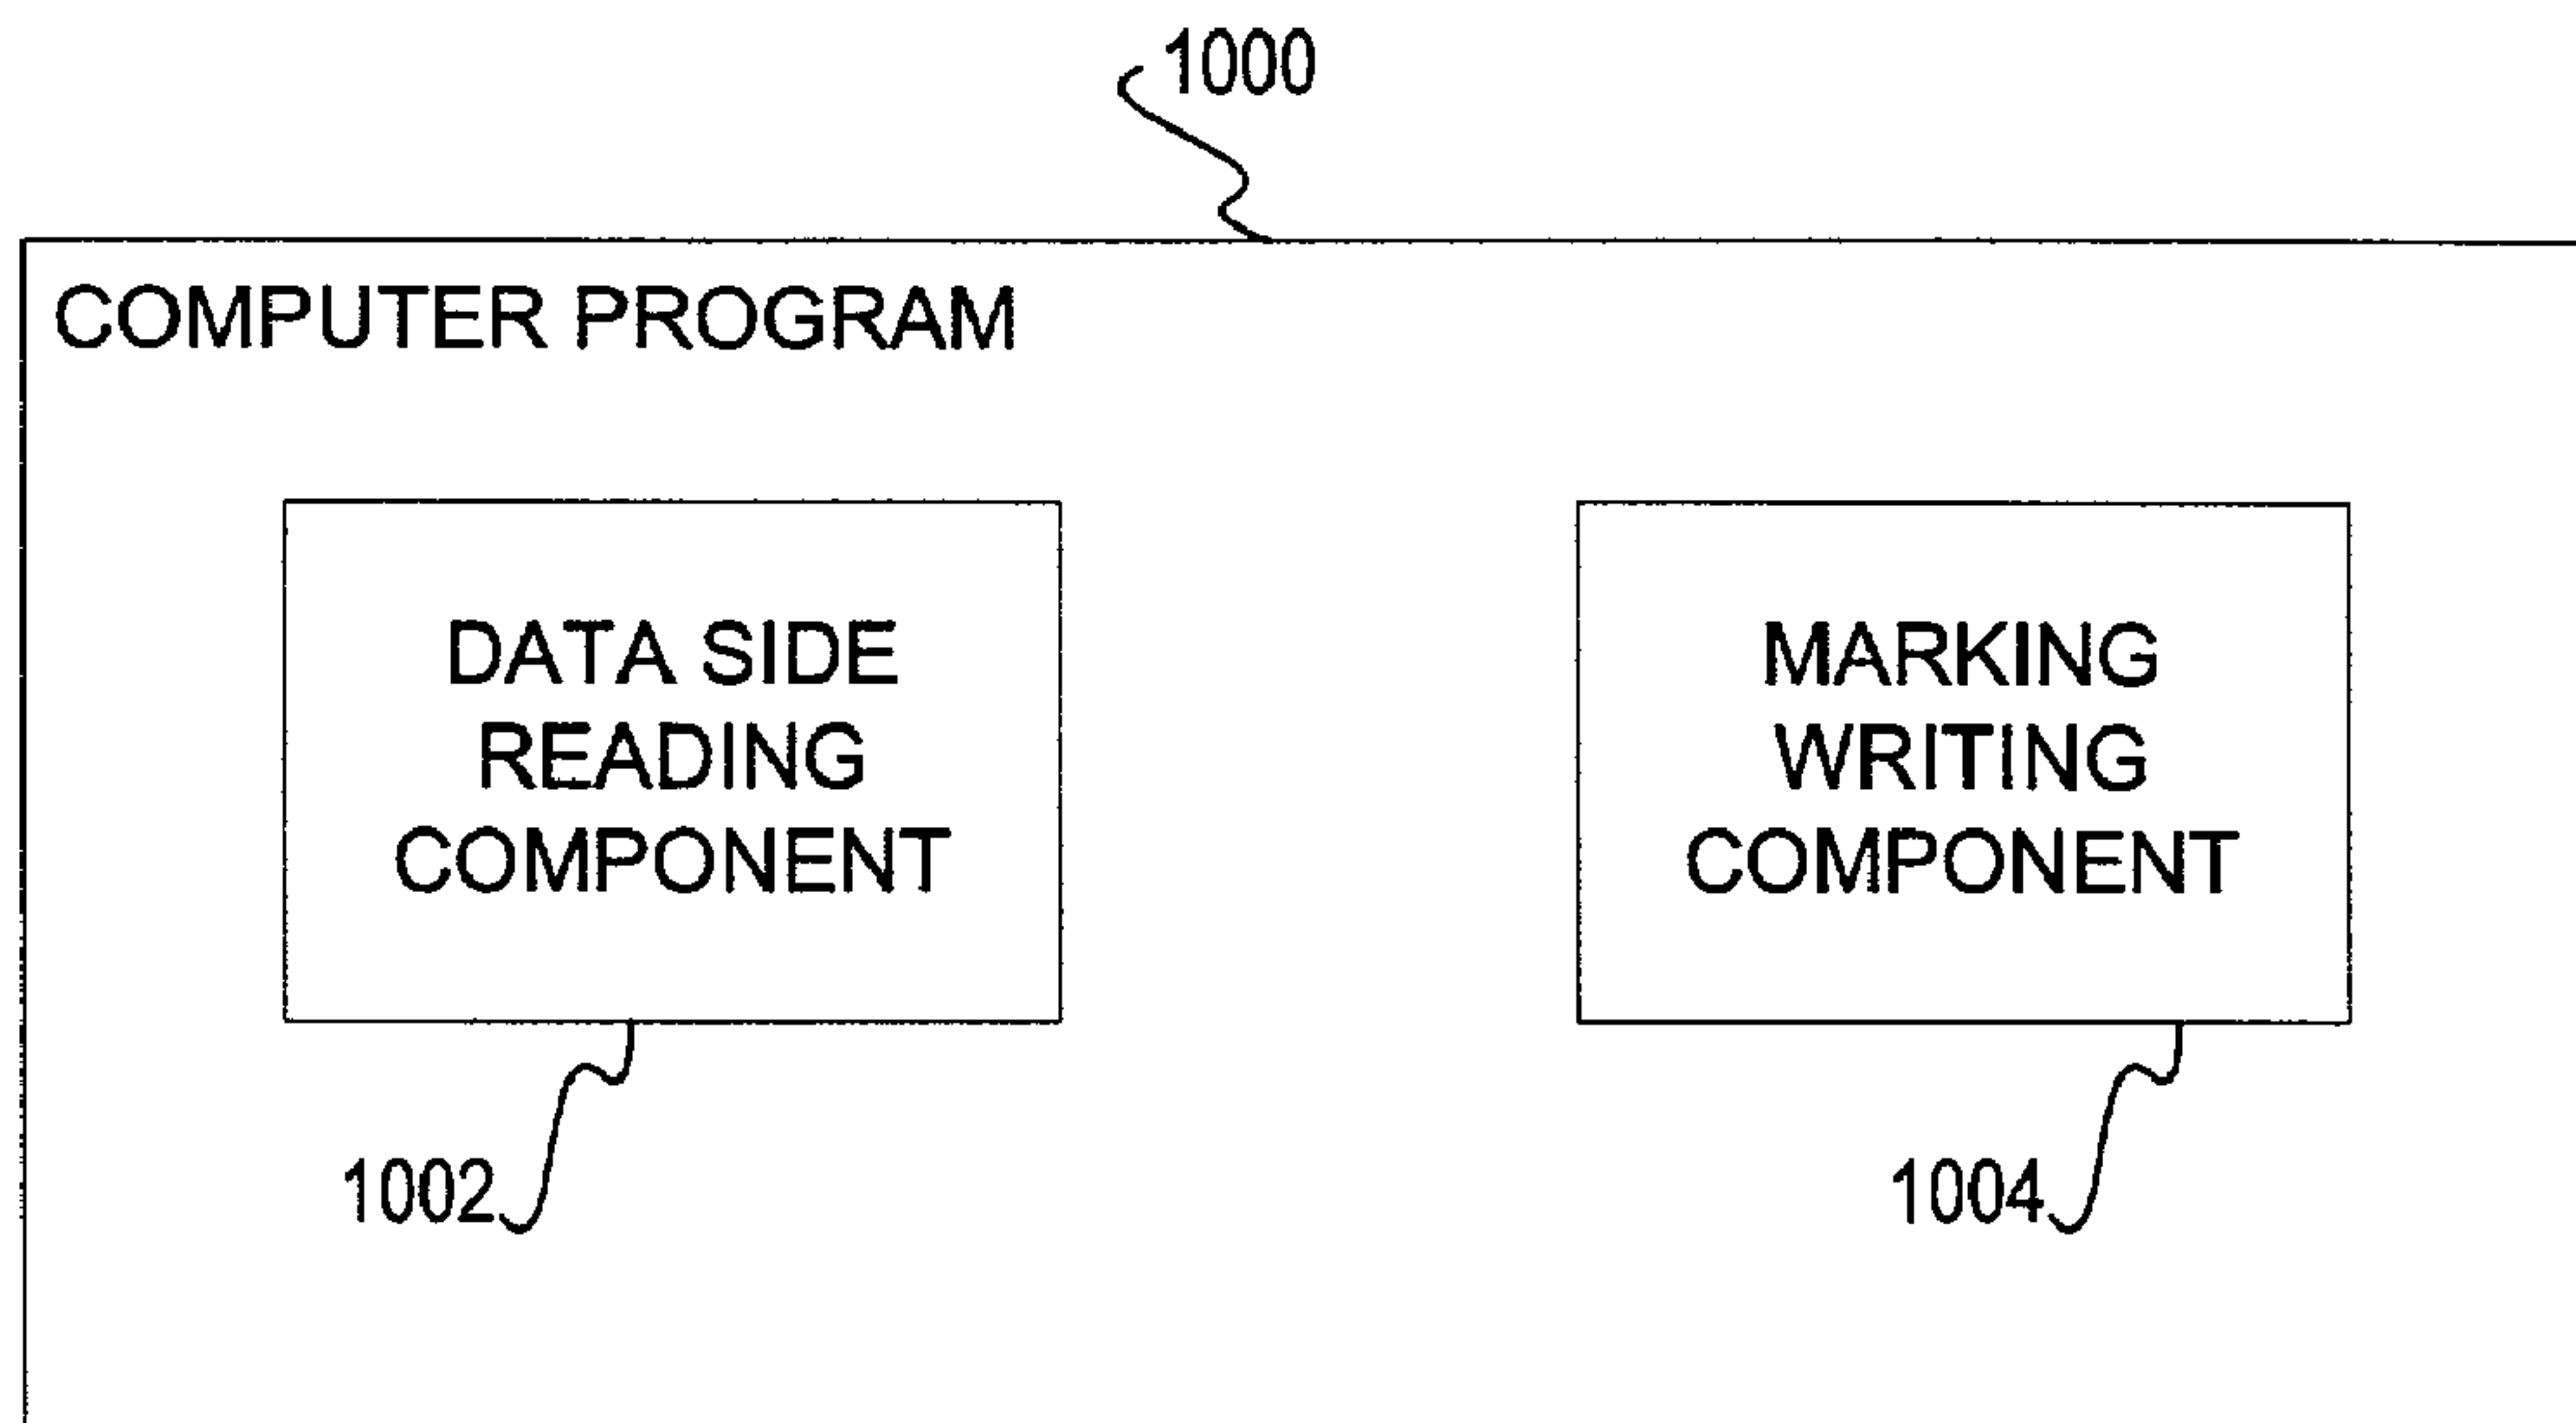 1000
COMPUTER PROGRAM
DATA SIDE
READING
COMPONENT
MARKING
WRITING
COMPONENT
1002
1004